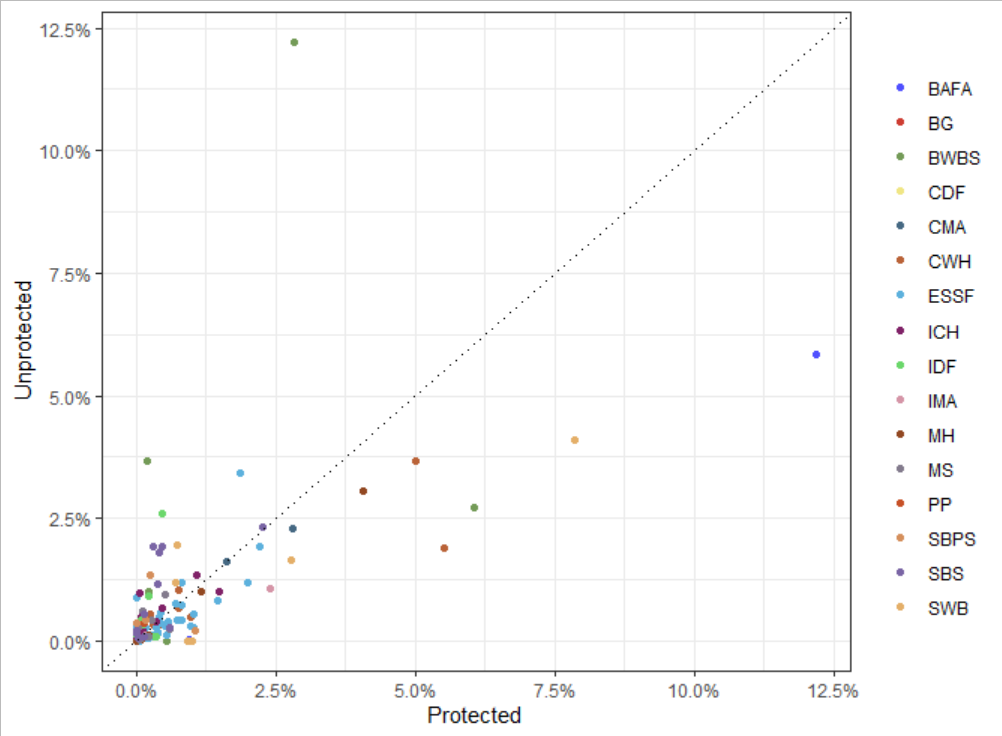 12.5%
10.0%
7.5%
5.0%
2.5%
0.0%
Unprotected
0.0% 2.5% 5.0% 7.5% 10.0% 12.5%
Protected
BAFA
BG
BWBS
CDF
CMA
CWH
ESSF
ICH
IDF
IMA
MH
MS
PP
SBPS
SBS
SWB